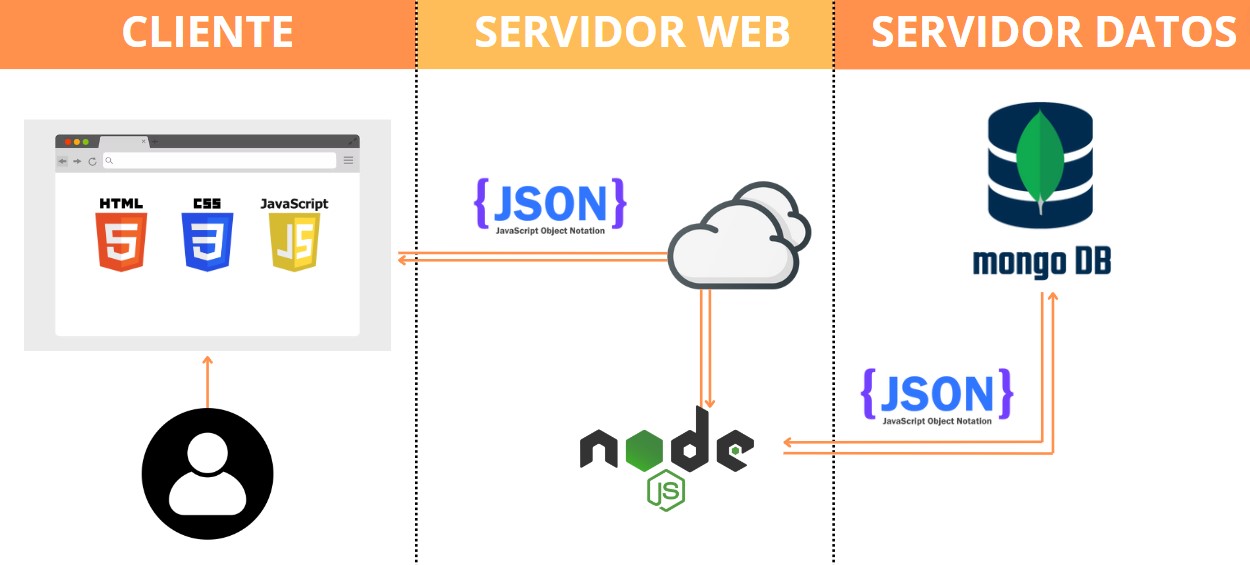 CLIENTE
SERVIDOR WEB
SERVIDOR DATOS
HTML
5
CSS
3
JavaScript
JS
{JSON}
JavaScript Object Notation
mongo DB
{JSON}
JavaScript Object Notation
node
JS